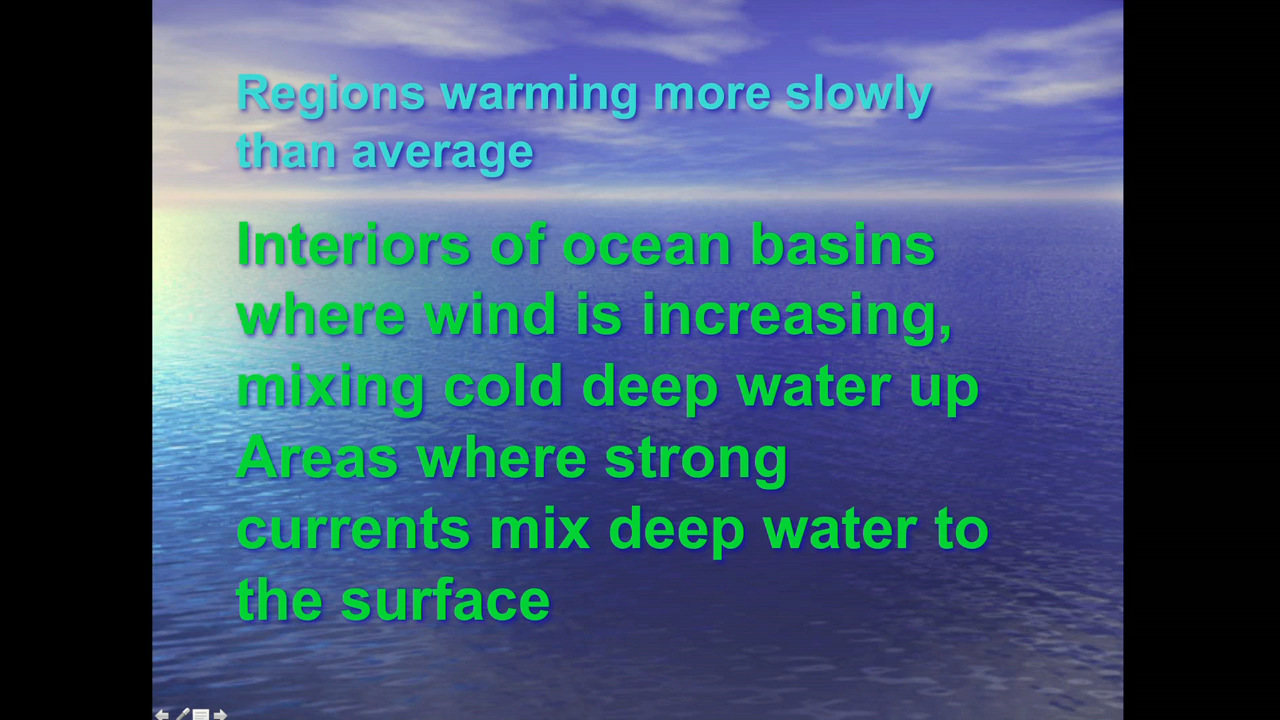 Regions warming more slowly
than average
Interiors of ocean basins
where wind is increasing,
mixing cold deep water up
Areas where strong
currents mix deep water to
the surface